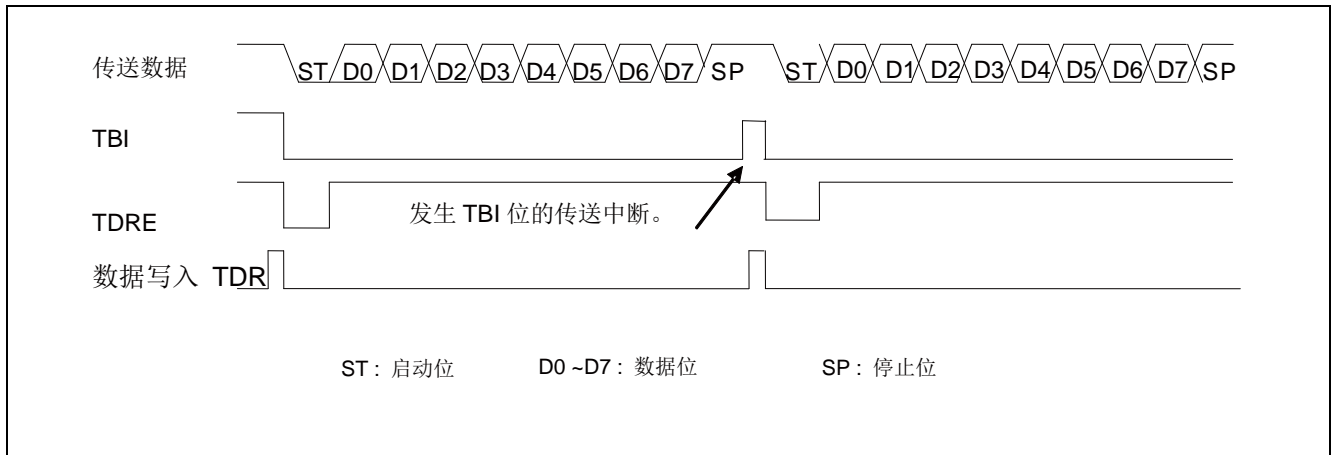 传送数据 ST D0 D1 D2 D3 D4 D5 D6 D7 SP ST D0 D1 D2 D3 D4 D5 D6 D7 SP
TBI
TDRE 发生 TBI 位的传送中断。
数据写入 TDR
ST : 启动位 D0 ~D7 : 数据位 SP : 停止位